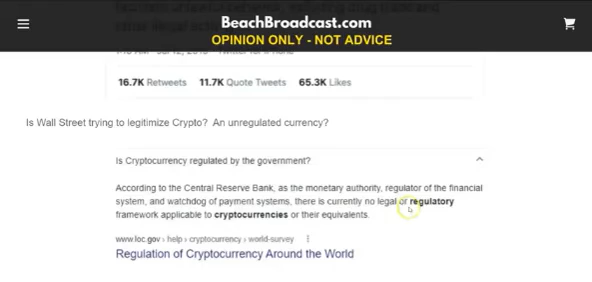 BeachBroadcast.com
OPINION ONLY - NOT ADVICE
16.7K Retweets 11.7K Quote Tweets 65.3K Likes
Is Wall Street trying to legitimize Crypto? An unregulated currency?
Is Cryptocurrency regulated by the government?
According to the Central Reserve Bank, as the monetary authority, regulator of the financial
system, and watchdog of payment systems, there is currently no legal or regulatory
framework applicable to cryptocurrencies or their equivalents.
www.loc.gov › help › cryptocurrency › world-survey
Regulation of Cryptocurrency Around the World